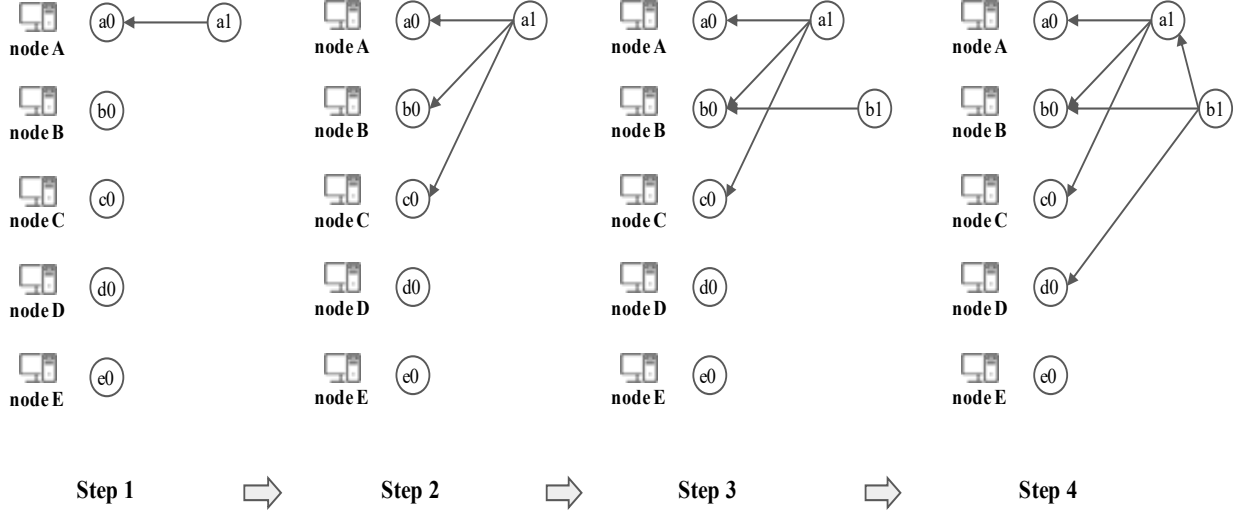 a0 a1 a0 a1 a0 a1 a0 a1
node A node A node A node A
b0 b0 b0 b1 b0 b1
node B node B node B node B
c0 c0 c0 c0
node C node C node C node C
d0 d0 d0 d0
node D node D node D node D
e0 e0 e0 e0
node E node E node E node E
Step 1 Step 2 Step 3 Step 4